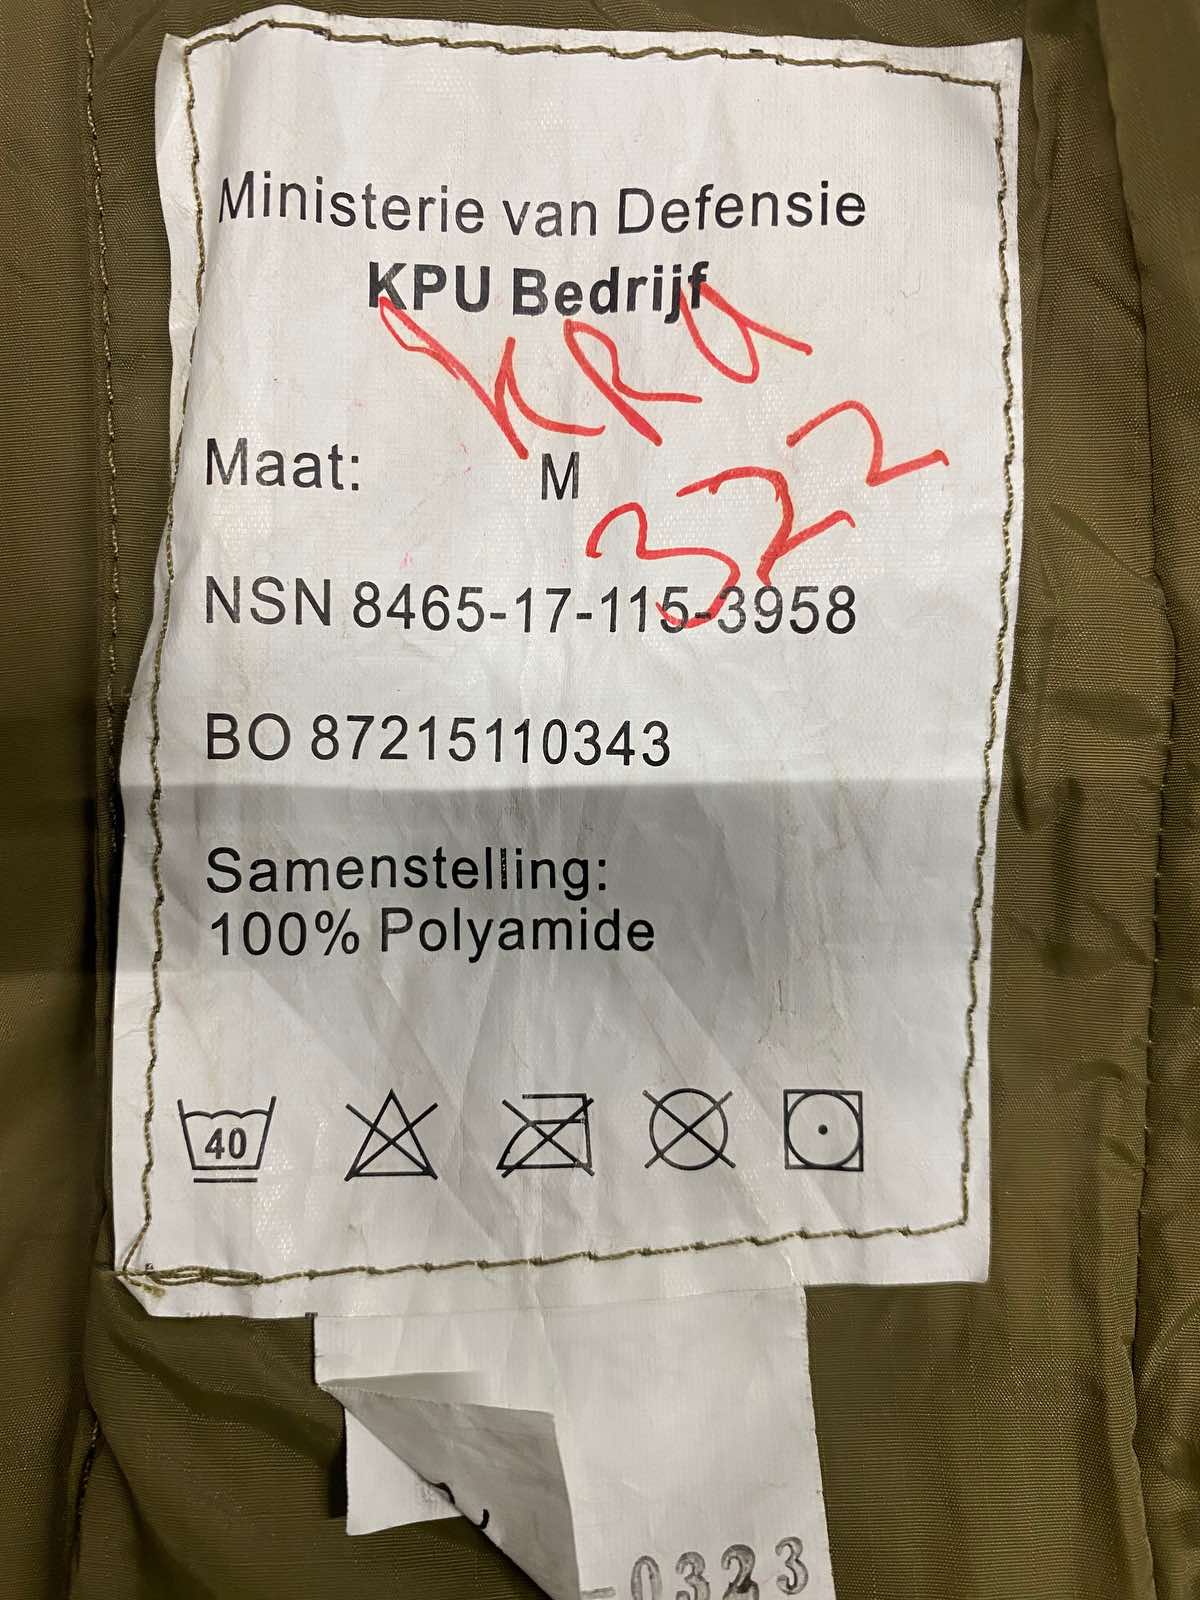 Ministerie van Defensie
KPU Bedrijf
Maat: M
322
NSN 8465-17-115-3958
BO 87215110343
Samenstelling:
100% Polyamide
40
-0323